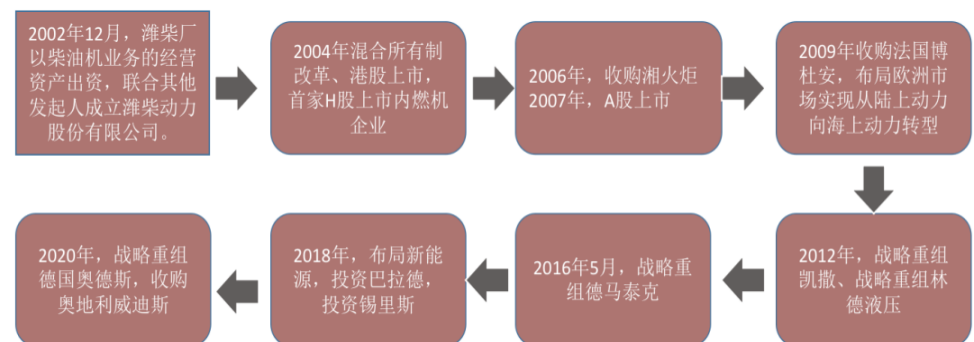 2002年12月，潍柴厂
以柴油机业务的经营
资产出资，联合其他
发起人成立潍柴动力
股份有限公司。
2004年混合所有制
改革、港股上市，
首家H股上市内燃机
企业
2006年，收购湘火炬
2007年，A股上市
2009年收购法国博
杜安，布局欧洲市
场实现从陆上动力
向海上动力转型
2012年，战略重组
凯撒、战略重组林
德液压
2016年5月，战略重
组德马泰克
2018年，布局新能
源，投资巴拉德，
投资锡里斯
2020年，战略重组
德国奥德斯，收购
奥地利威迪斯